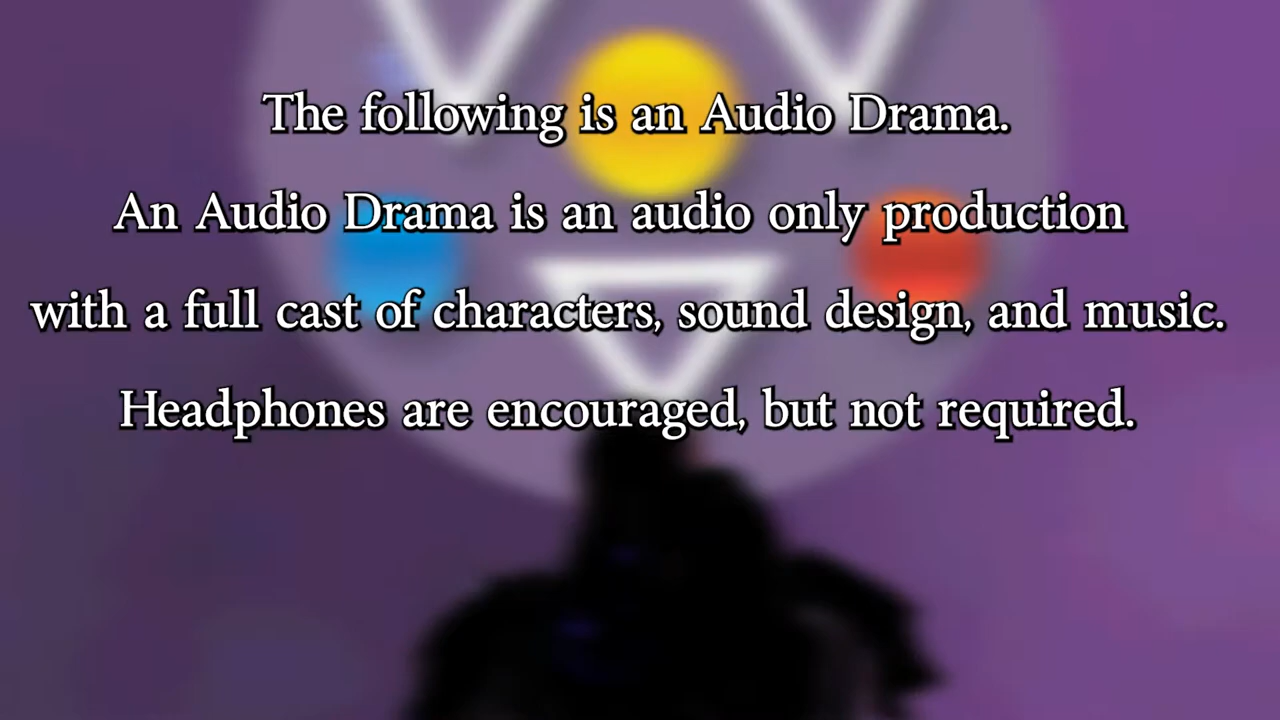 The following is an Audio Drama.
An Audio Drama is an audio only production
with a full cast of characters, sound design, and music.
Headphones are encouraged, but not required.